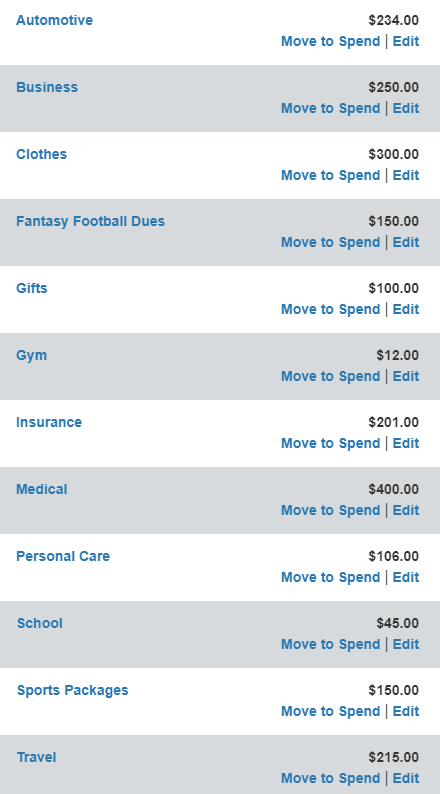 Automotive $234.00
Move to Spend | Edit
Business $250.00
Move to Spend | Edit
Clothes $300.00
Move to Spend | Edit
Fantasy Football Dues $150.00
Move to Spend | Edit
Gifts $100.00
Move to Spend | Edit
Gym $12.00
Move to Spend | Edit
Insurance $201.00
Move to Spend | Edit
Medical $400.00
Move to Spend | Edit
Personal Care $106.00
Move to Spend | Edit
School $45.00
Move to Spend | Edit
Sports Packages $150.00
Move to Spend | Edit
Travel $215.00
Move to Spend | Edit